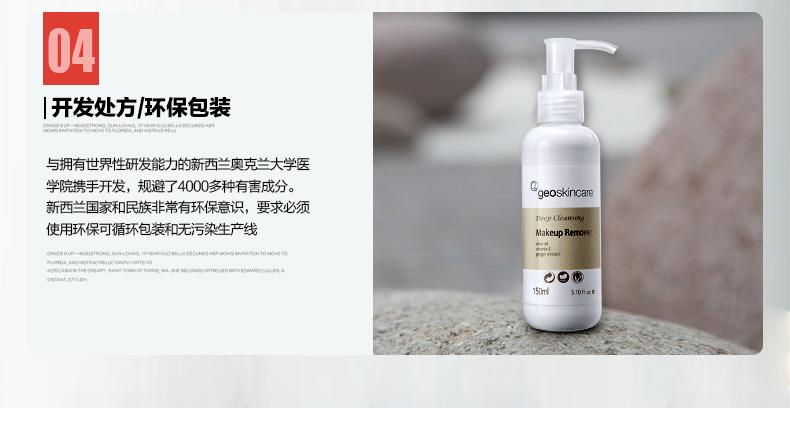 04
开发处方/环保包装
GRADE 9 UP - HEADSTRONG, SUN-LOVING, 17-YEAR-OLD BELLA DECLINES HER
MOM'S INVITATION TO MOVE TO FLORIDA, AND INSTEAD RELU
与拥有世界性研发能力的新西兰奥克兰大学医
学院携手开发，规避了4000多种有害成分。
新西兰国家和民族非常有环保意识，要求必须
使用环保可循环包装和无污染生产线
GRADE 9 UP - HEADSTRONG, SUN-LOVING, 17-YEAR-OLD BELLA DECLINES HER MOM'S INVITATION TO MOVE TO
FLORIDA, AND INSTEAD RELUCTANTLY OPTS TO
ADS CABIN IN THE DREARY, RAINY TOWN OF FORKS, WA. SHE BECOMES INTRIGUED WITH EDWARD CULLEN, A
DISTANT, STYLISH,
geoskincare
Deep Cleansing
Makeup Remover
olive oil
vitamin E
ginger extract
150ml 5.10 fl oz e